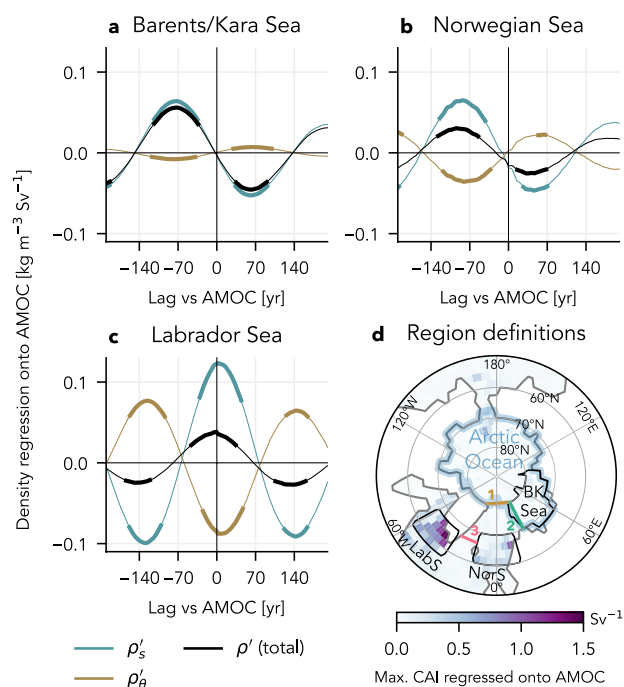 a Barents/Kara Sea
0.1
0.0
−0.1
−140 −70 0 70 140
Lag vs AMOC [yr]
b Norwegian Sea
0.1
0.0
−0.1
−140 −70 0 70 140
Lag vs AMOC [yr]
Density regression onto AMOC [kg m⁻³ Sv⁻¹]
c Labrador Sea
0.1
0.0
−0.1
−140 −70 0 70 140
Lag vs AMOC [yr]
d Region definitions
180°
120°W
60°N
120°E
70°N
80°N
Arctic
Ocean
BK
Sea
1
2
3
60°W
LabS
NorS
60°E
0°
Sv⁻¹
0.0 0.5 1.0 1.5
Max. CAI regressed onto AMOC
ρ′s
ρ′ (total)
ρ′θ